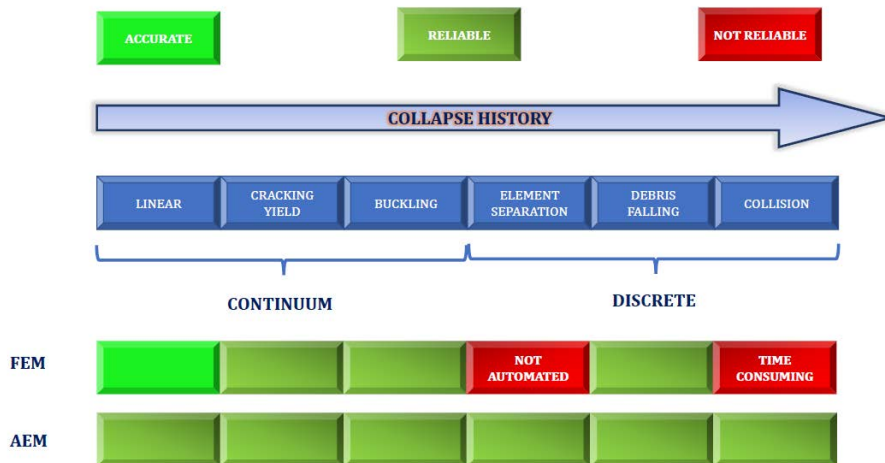 ACCURATE
RELIABLE
NOT RELIABLE
COLLAPSE HISTORY
LINEAR
CRACKING
YIELD
BUCKLING
ELEMENT
SEPARATION
DEBRIS
FALLING
COLLISION
CONTINUUM
DISCRETE
FEM
NOT
AUTOMATED
TIME
CONSUMING
AEM